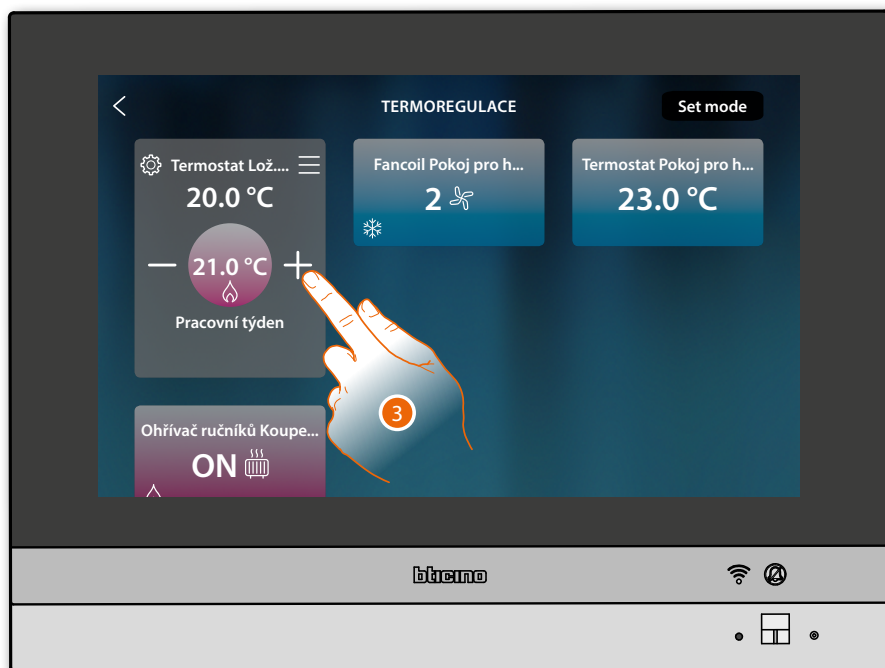 TERMOREGULACE
Set mode
Termostat Lož....
20.0 °C
21.0 °C
Pracovní týden
Fancoil Pokoj pro h...
2
Termostat Pokoj pro h...
23.0 °C
Ohřívač ručníků Koupe...
ON
3
bticino